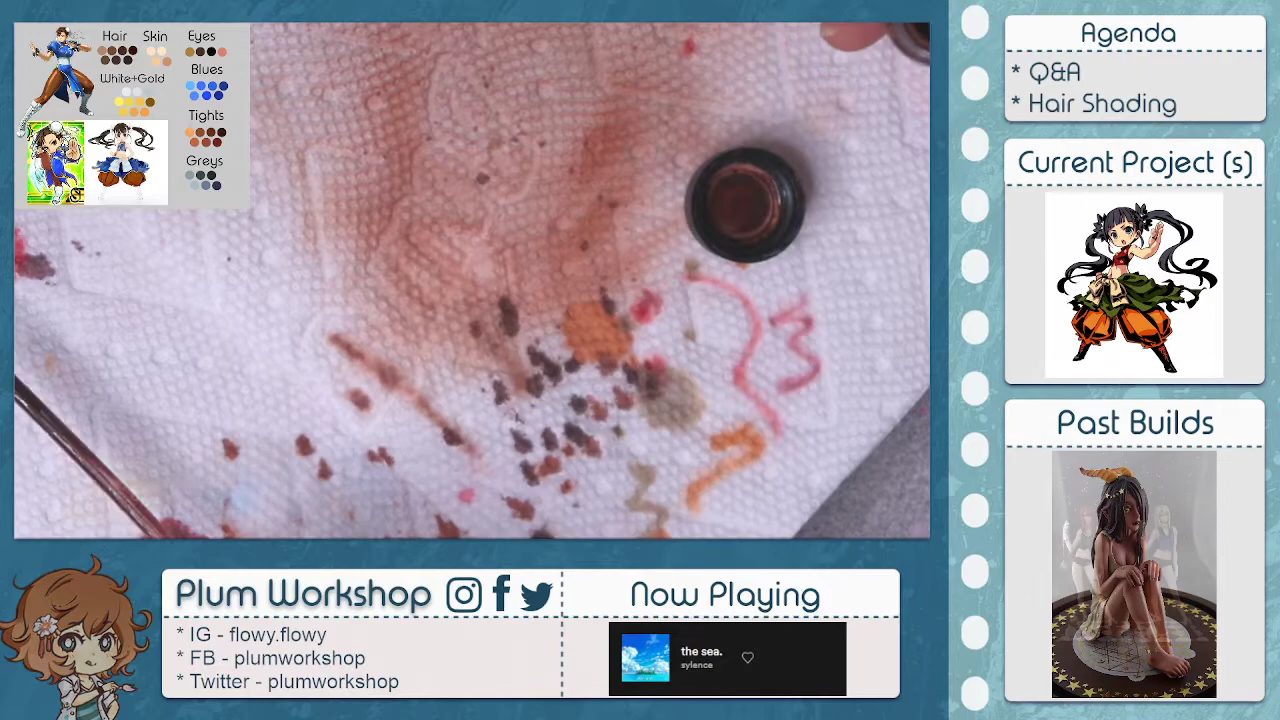 Hair Skin Eyes
White+Gold
Blues
Tights
Greys
Agenda
* Q&A
* Hair Shading
Current Project (s)
Past Builds
Plum Workshop
* IG - flowy.flowy
* FB - plumworkshop
* Twitter - plumworkshop
Now Playing
the sea.
sylence